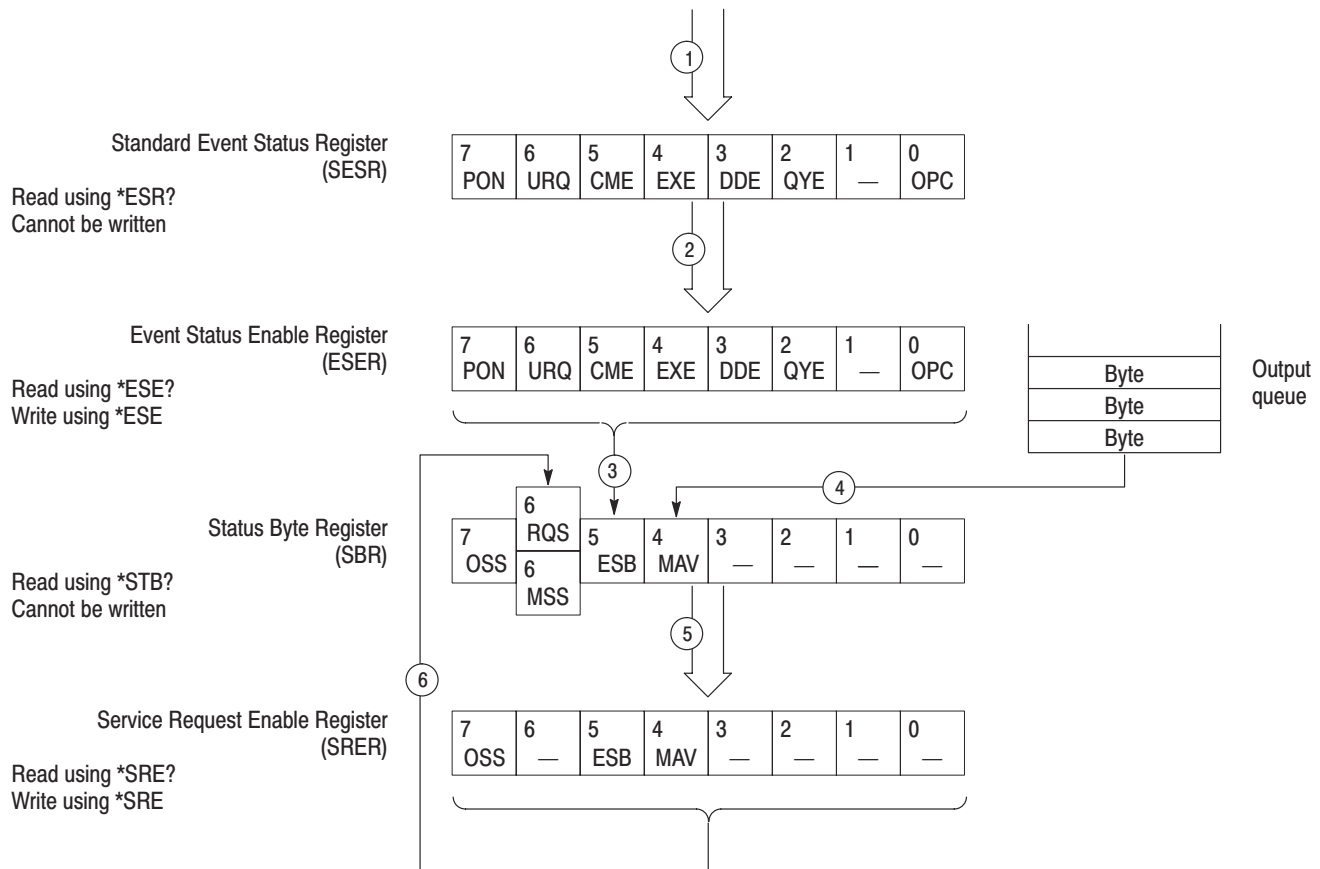 1
Standard Event Status Register
(SESR)
Read using *ESR?
Cannot be written
7 6 5 4 3 2 1 0
PON URQ CME EXE DDE QYE — OPC
2
Event Status Enable Register
(ESER)
Read using *ESE?
Write using *ESE
7 6 5 4 3 2 1 0
PON URQ CME EXE DDE QYE — OPC
Byte
Byte
Byte
Output
queue
3
4
Status Byte Register
(SBR)
Read using *STB?
Cannot be written
6
RQS
7 5 4 3 2 1 0
OSS ESB MAV — — — —
6
MSS
5
6
Service Request Enable Register
(SRER)
Read using *SRE?
Write using *SRE
7 6 5 4 3 2 1 0
OSS — ESB MAV — — — —